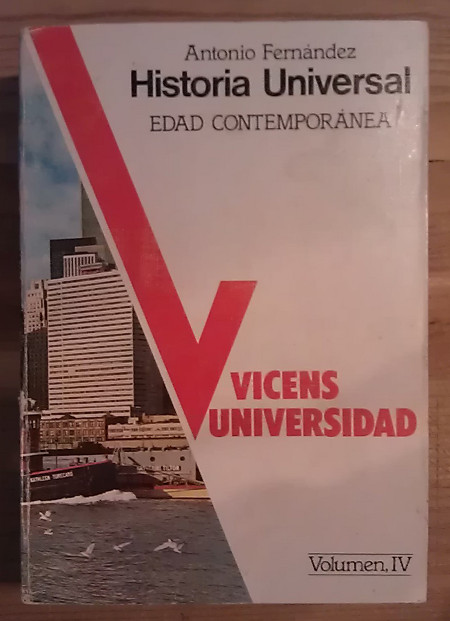 Antonio Fernández
Historia Universal
EDAD CONTEMPORÁNEA
VICENS
UNIVERSIDAD
Volumen, IV